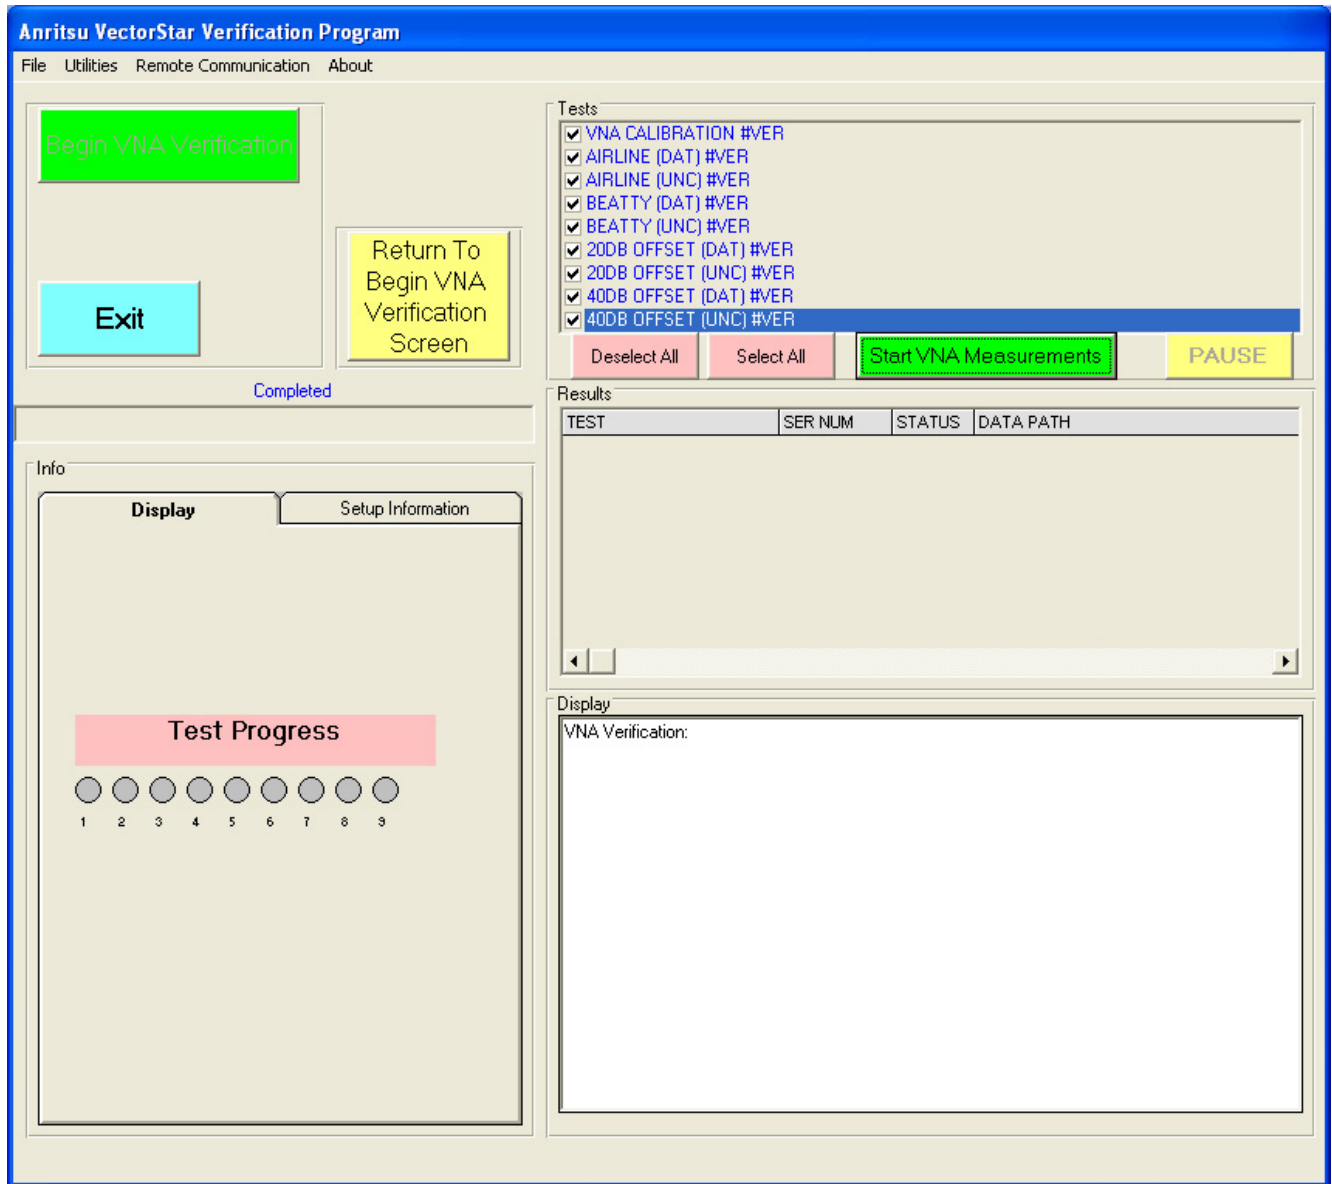 Anritsu VectorStar Verification Program
File Utilities Remote Communication About
Begin VNA Verification
Exit
Return To
Begin VNA
Verification
Screen
Completed
Tests
VNA CALIBRATION #VER
AIRLINE (DAT) #VER
AIRLINE (UNC) #VER
BEATTY (DAT) #VER
BEATTY (UNC) #VER
20DB OFFSET (DAT) #VER
20DB OFFSET (UNC) #VER
40DB OFFSET (DAT) #VER
40DB OFFSET (UNC) #VER
Deselect All Select All Start VNA Measurements PAUSE
Results
TEST SER NUM STATUS DATA PATH
Info
Display Setup Information
Test Progress
1 2 3 4 5 6 7 8 9
Display
VNA Verification: